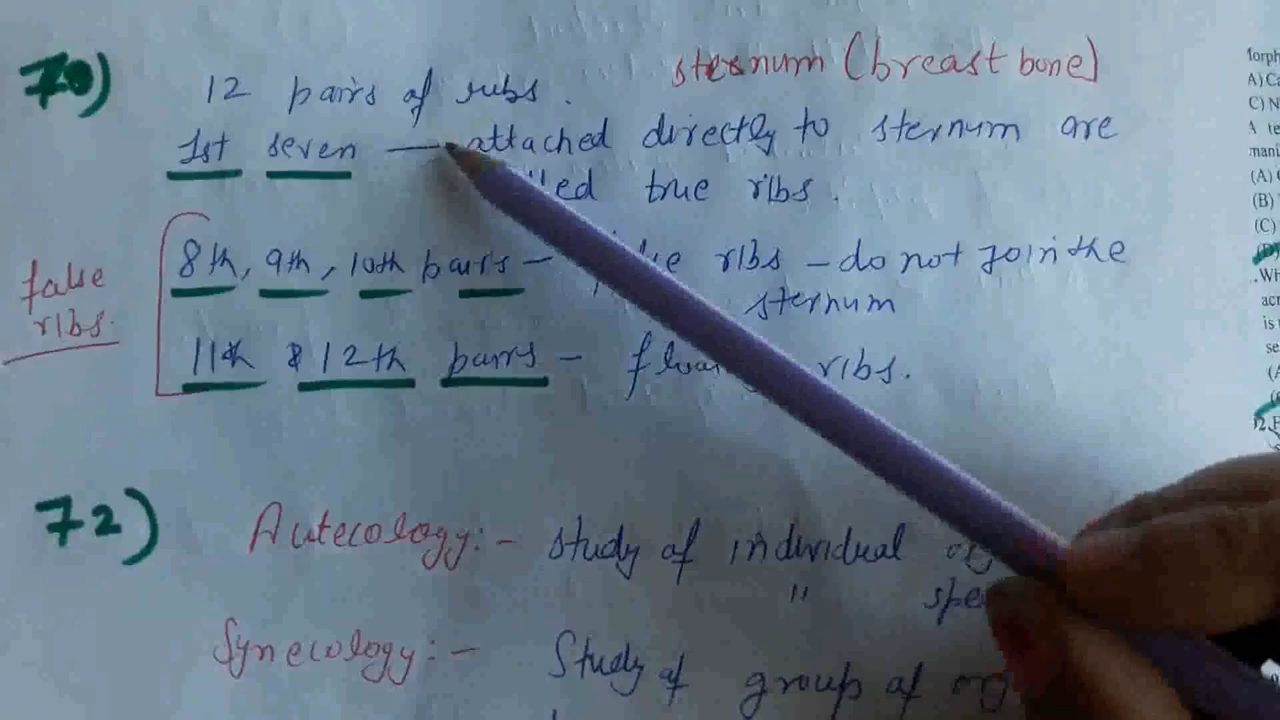 70)
12 pairs of ribs.
sternum (breast bone)
1st seven — attached directly to sternum are
true ribs.
false
ribs.
8th, 9th, 10th pairs — ribs - do not join the
sternum
11th & 12th pairs - ribs.
72)
Autecology:- study of individual
"
Synecology:- Study of group of
A)
C)
A
(A)
(B)
(C)